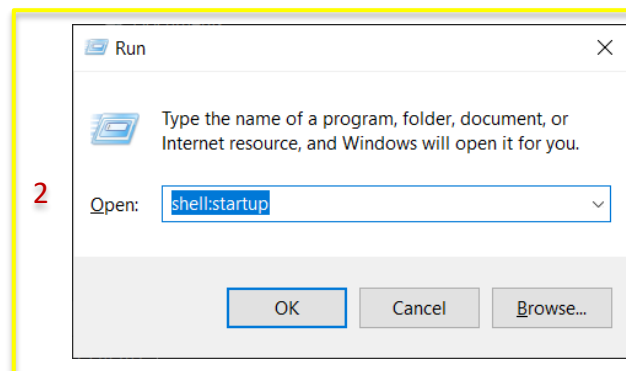 Run
Type the name of a program, folder, document, or
Internet resource, and Windows will open it for you.
2
Open: shell:startup
OK Cancel Browse...